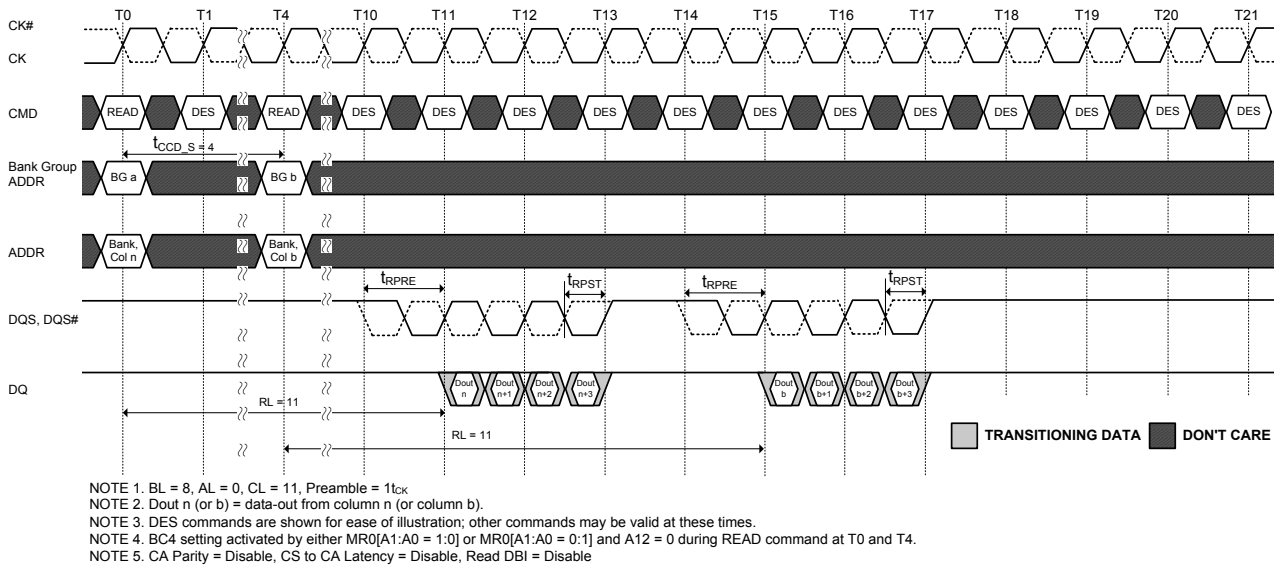 T0 T1 T4 T10 T11 T12 T13 T14 T15 T16 T17 T18 T19 T20 T21
CK#
CK
CMD READ DES READ DES DES DES DES DES DES DES DES DES DES DES DES
tCCD_S = 4
Bank Group
ADDR
BG a BG b
ADDR
Bank,
Col n
Bank,
Col b
tRPRE tRPST tRPRE tRPST
DQS, DQS#
DQ
Dout
n
Dout
n+1
Dout
n+2
Dout
n+3
Dout
b
Dout
b+1
Dout
b+2
Dout
b+3
RL = 11
RL = 11
TRANSITIONING DATA DON'T CARE
NOTE 1. BL = 8, AL = 0, CL = 11, Preamble = 1tCK
NOTE 2. Dout n (or b) = data-out from column n (or column b).
NOTE 3. DES commands are shown for ease of illustration; other commands may be valid at these times.
NOTE 4. BC4 setting activated by either MR0[A1:A0 = 1:0] or MR0[A1:A0 = 0:1] and A12 = 0 during READ command at T0 and T4.
NOTE 5. CA Parity = Disable, CS to CA Latency = Disable, Read DBI = Disable